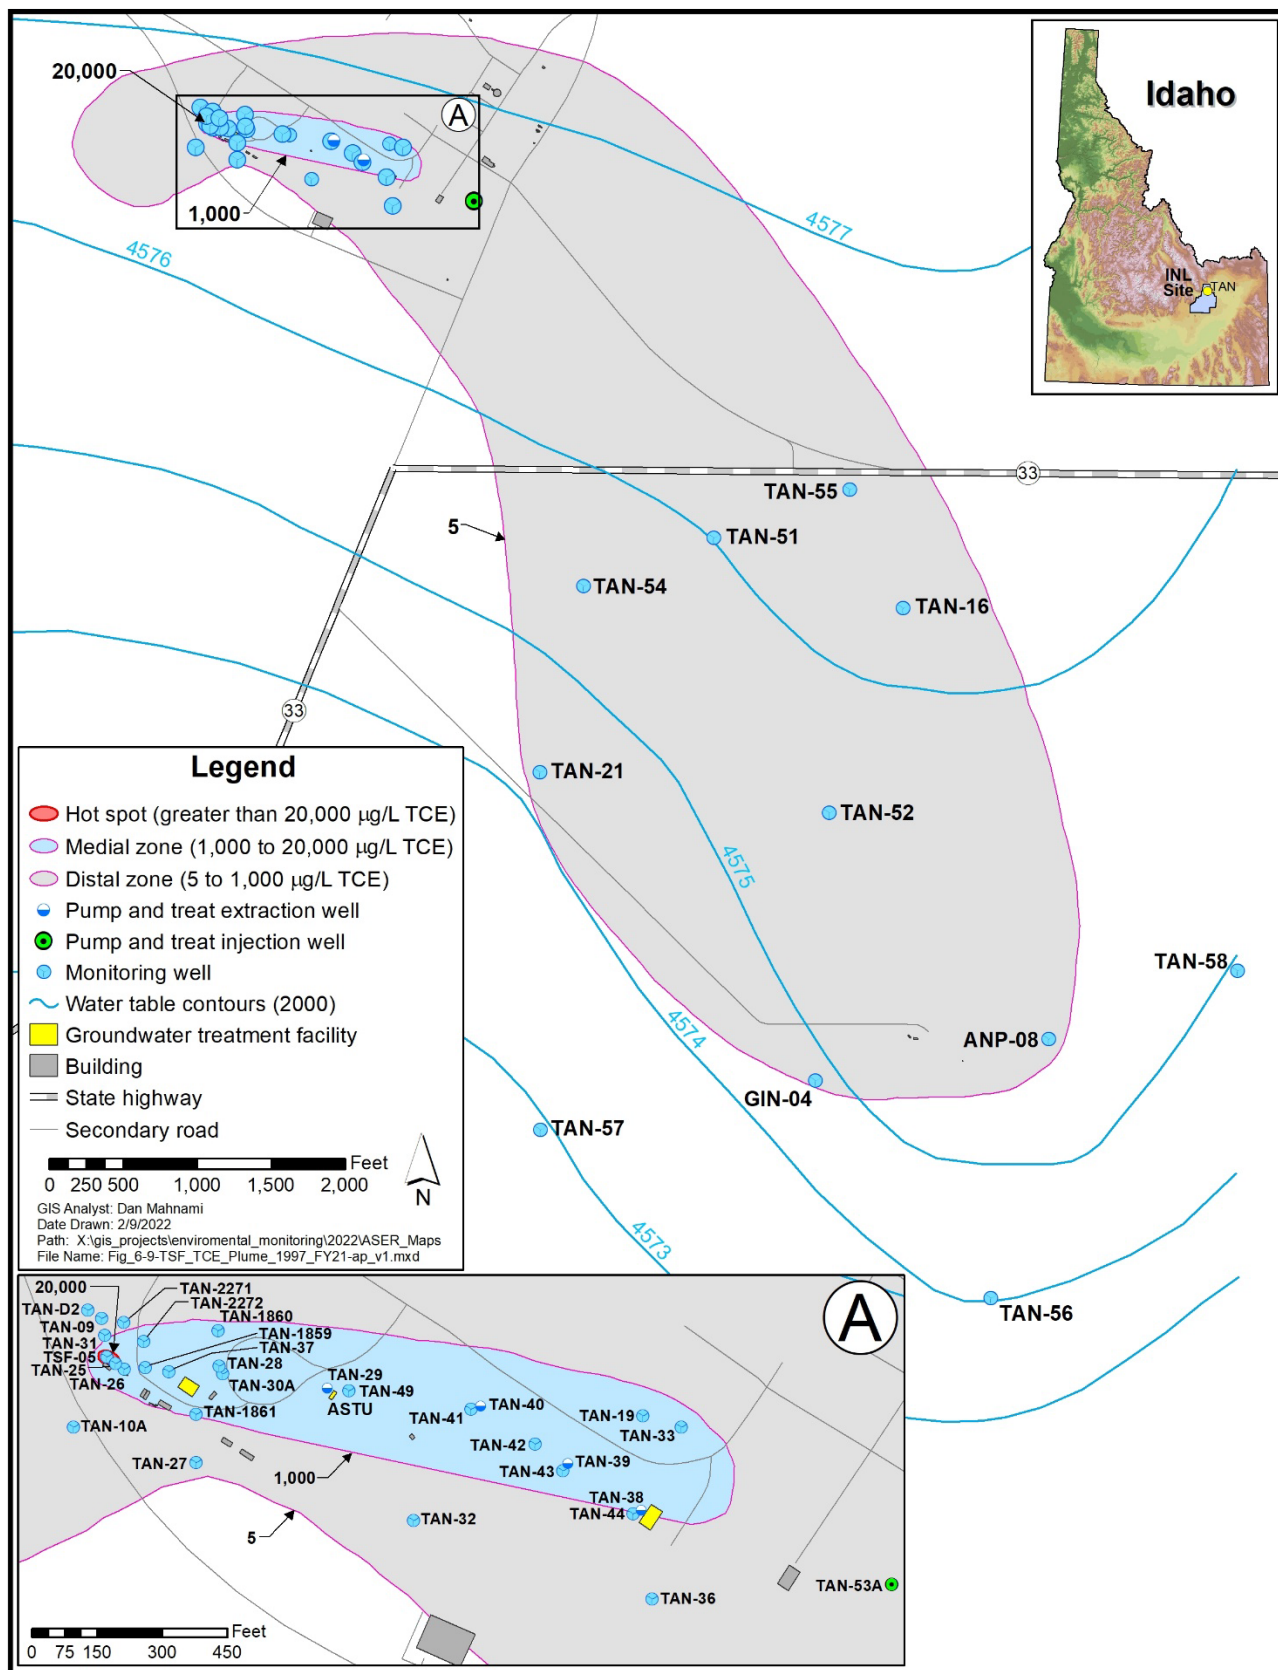 20,000
A
1,000
4577
4576
Idaho
INL
Site
TAN
33
TAN-55
5
TAN-51
TAN-54
TAN-16
33
TAN-21
TAN-52
4575
TAN-58
4574
ANP-08
GIN-04
TAN-57
4573
TAN-56
Legend
Hot spot (greater than 20,000 µg/L TCE)
Medial zone (1,000 to 20,000 µg/L TCE)
Distal zone (5 to 1,000 µg/L TCE)
Pump and treat extraction well
Pump and treat injection well
Monitoring well
Water table contours (2000)
Groundwater treatment facility
Building
State highway
Secondary road
Feet
0 250 500 1,000 1,500 2,000
N
GIS Analyst: Dan Mahnami
Date Drawn: 2/9/2022
Path: X:\gis_projects\enviromental_monitoring\2022\ASER_Maps
File Name: Fig_6-9-TSF_TCE_Plume_1997_FY21-ap_v1.mxd
A
20,000
TAN-2271
TAN-D2
TAN-2272
TAN-1860
TAN-09
TAN-1859
TAN-31
TAN-37
TSF-05
TAN-28
TAN-25
TAN-29
TAN-26
TAN-30A
TAN-49
ASTU
TAN-40
TAN-41
TAN-19
TAN-1861
TAN-33
TAN-10A
TAN-42
TAN-27
TAN-39
TAN-43
1,000
TAN-38
TAN-44
TAN-32
5
TAN-53A
TAN-36
Feet
0 75 150 300 450